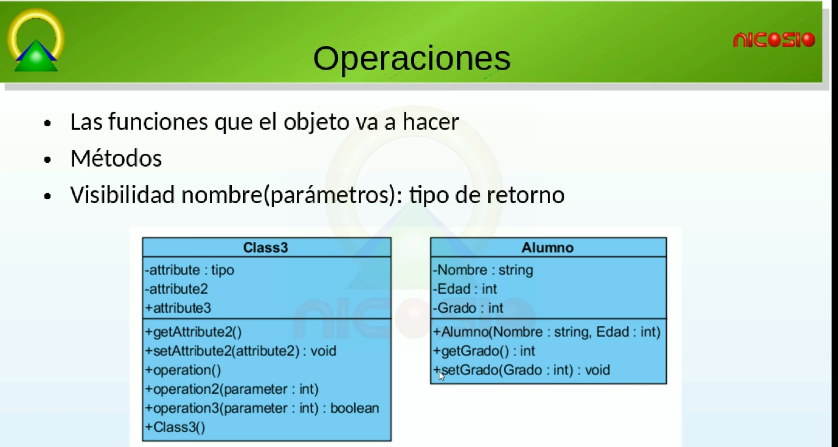 Operaciones
NICOSIO
Las funciones que el objeto va a hacer
Métodos
Visibilidad nombre(parámetros): tipo de retorno
Class3
-attribute : tipo
-attribute2
+attribute3
+getAttribute2()
+setAttribute2(attribute2) : void
+operation()
+operation2(parameter : int)
+operation3(parameter : int) : boolean
+Class3()
Alumno
-Nombre : string
-Edad : int
-Grado : int
+Alumno(Nombre : string, Edad : int)
+getGrado() : int
+setGrado(Grado : int) : void
NICOSIO